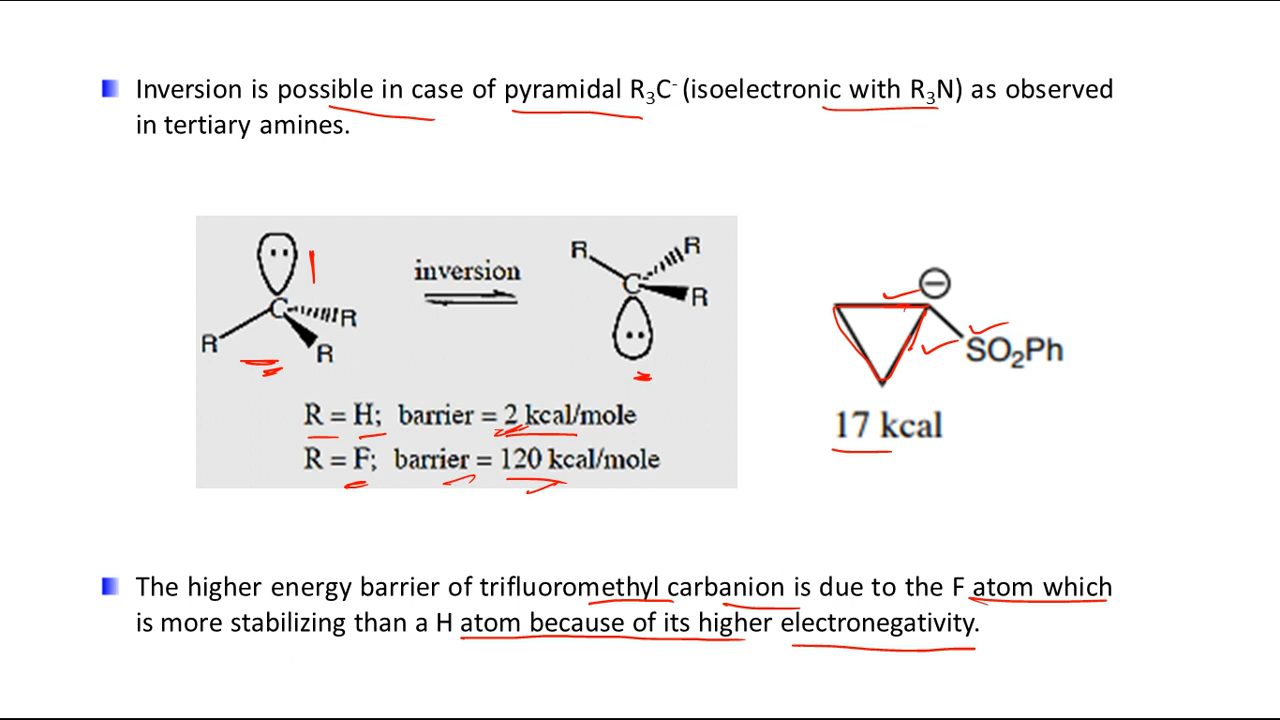 Inversion is possible in case of pyramidal R₃C⁻ (isoelectronic with R₃N) as observed
in tertiary amines.
R
C
R
R
inversion
R
R
C
R
R = H; barrier = 2 kcal/mole
R = F; barrier = 120 kcal/mole
⊖
SO₂Ph
17 kcal
The higher energy barrier of trifluoromethyl carbanion is due to the F atom which
is more stabilizing than a H atom because of its higher electronegativity.